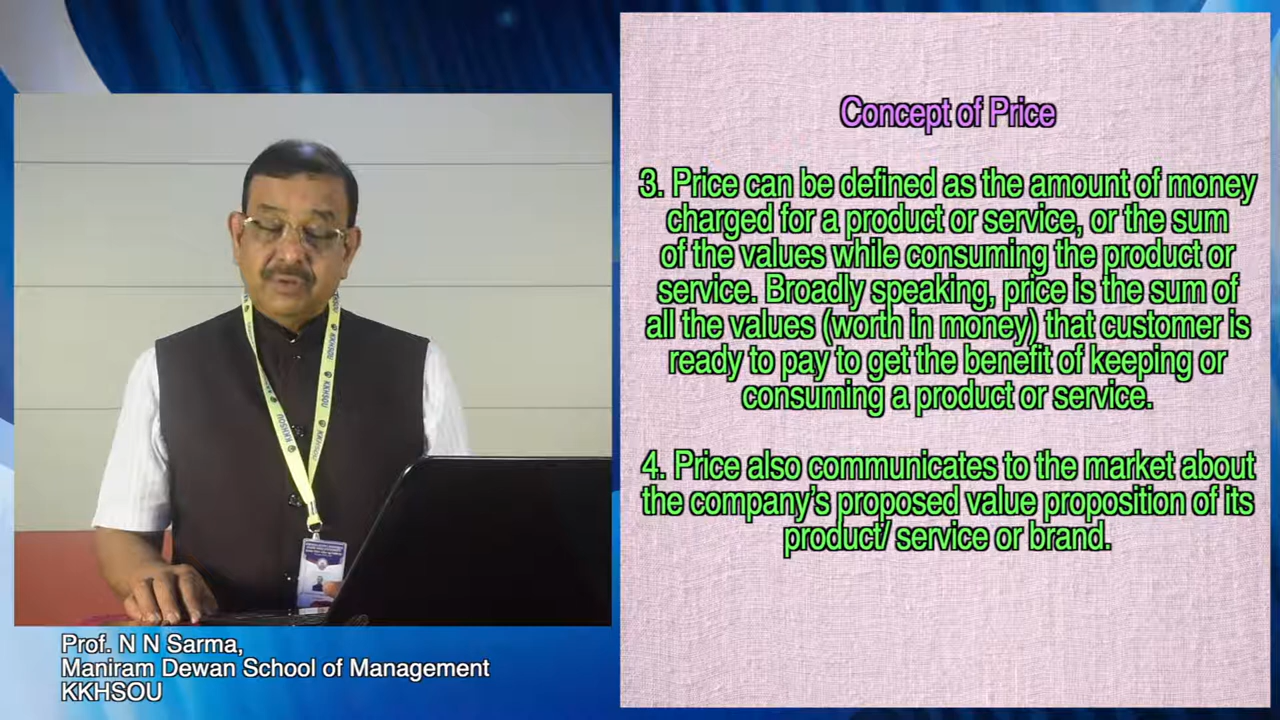 Concept of Price
3. Price can be defined as the amount of money
charged for a product or service, or the sum
of the values while consuming the product or
service. Broadly speaking, price is the sum of
all the values (worth in money) that customer is
ready to pay to get the benefit of keeping or
consuming a product or service.
4. Price also communicates to the market about
the company's proposed value proposition of its
product/ service or brand.
KKHSOU
KKHSOU
KKHSOU
KKHSOU
Prof. N N Sarma,
Maniram Dewan School of Management
KKHSOU